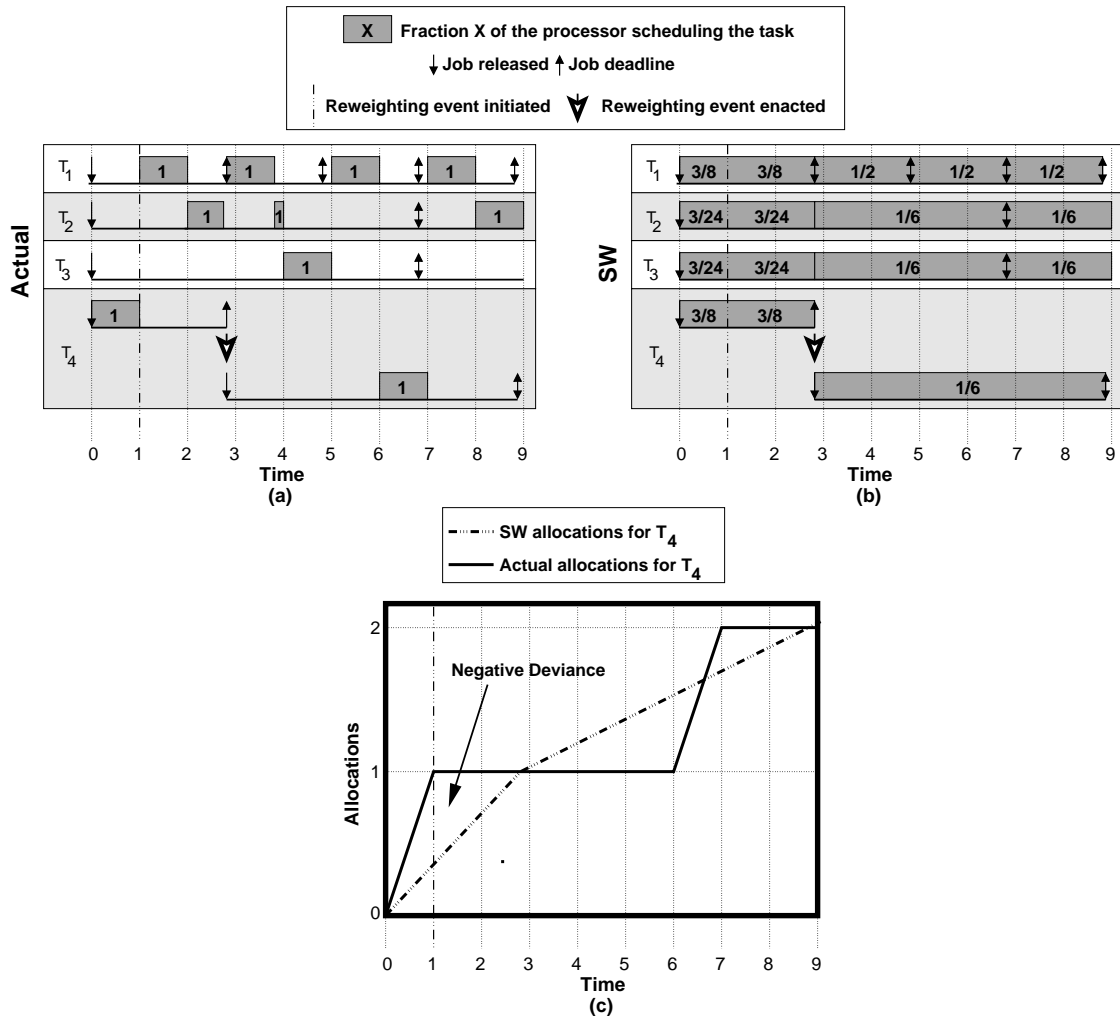 X Fraction X of the processor scheduling the task
Job released Job deadline
Reweighting event initiated Reweighting event enacted
Actual
T1 1 1 1 1
T2 1 1 1
T3 1
T4 1
1
0 1 2 3 4 5 6 7 8 9
Time
(a)
SW
T1 3/8 3/8 1/2 1/2 1/2
T2 3/24 3/24 1/6 1/6
T3 3/24 3/24 1/6 1/6
T4 3/8 3/8
1/6
0 1 2 3 4 5 6 7 8 9
Time
(b)
SW allocations for T4
Actual allocations for T4
Allocations
2
Negative Deviance
1
0
0 1 2 3 4 5 6 7 8 9
Time
(c)